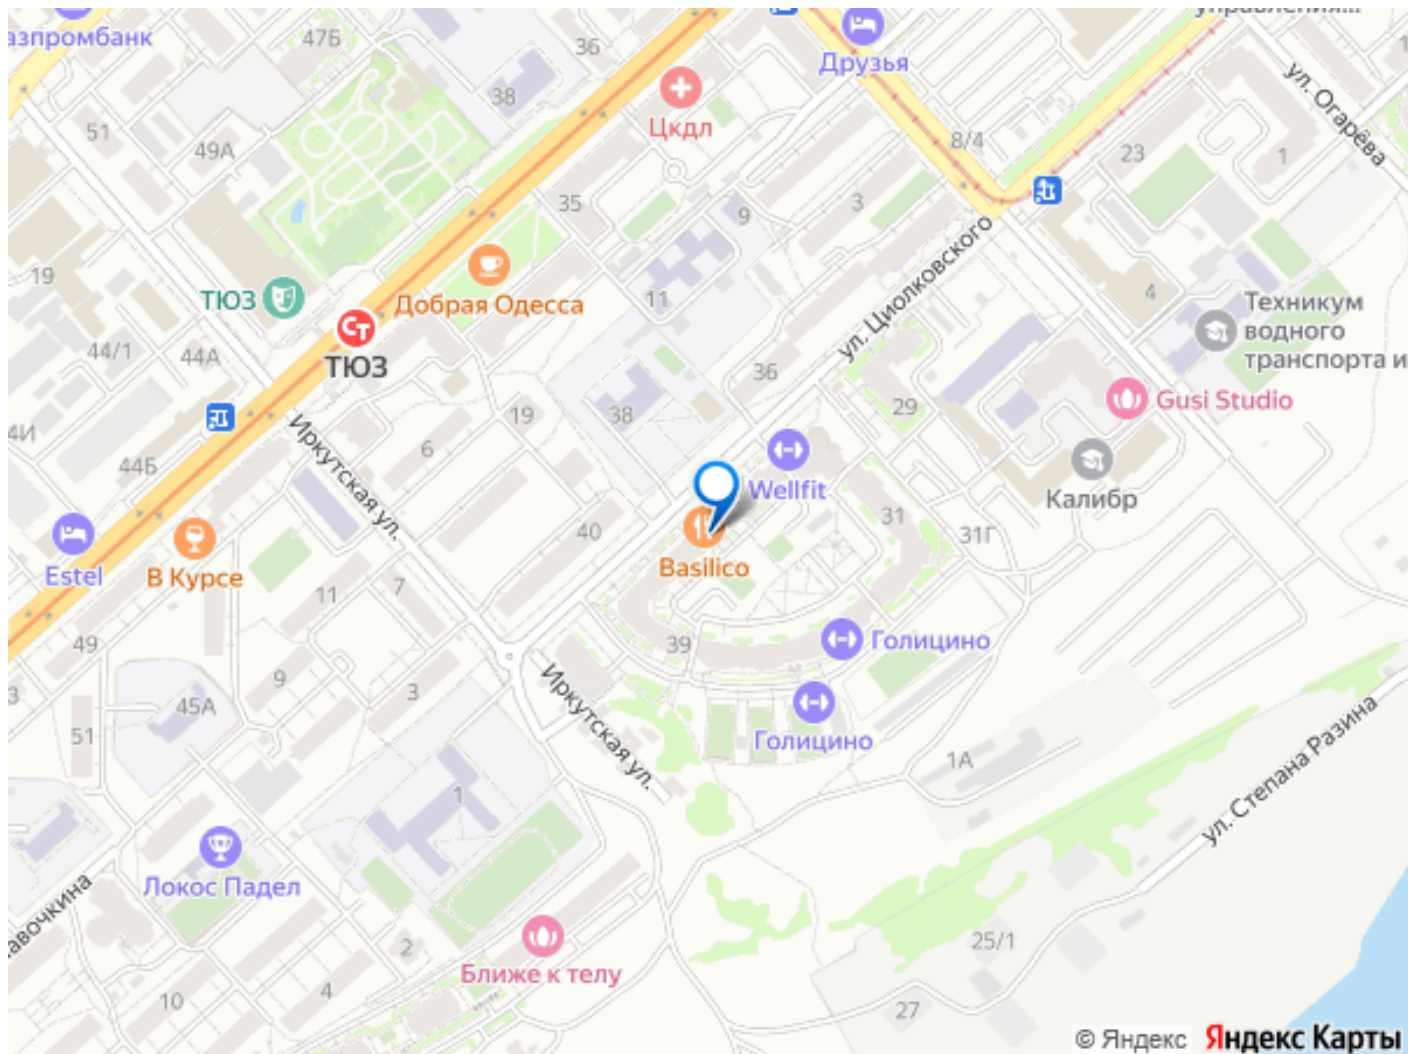 азпромбанк
47Б
36
управления...
Друзья
38
51
49А
Цкдл
8/4
23
1
ул. Огарёва
35
9
3
19
ТЮЗ
Добрая Одесса
11
ул. Циолковского
4
Техникум
водного
транспорта и
44/1
44А
ТЮЗ
36
29
Gusi Studio
4И
44Б
Иркутская ул.
19
6
38
Wellfit
Калибр
31
31Г
40
Basilico
Estel
В Курсе
11
7
49
39
Голицино
3
9
3
45А
51
Иркутская ул.
Голицино
1А
ул. Степана Разина
1
Локос Падел
авочкина
2
Ближе к телу
25/1
10
4
27
© Яндекс Яндекс Карты